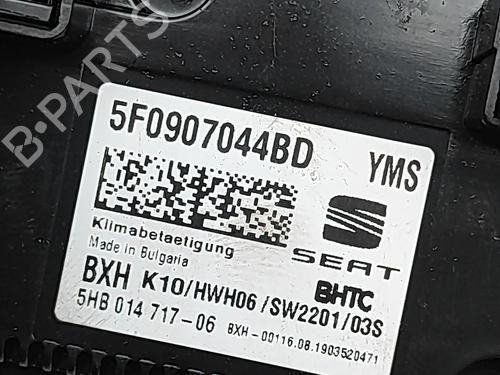 B-PARTS
5F0907044BD YMS
SEAT
Klimabetaetigung
Made in Bulgaria
BHTC
BXH K10/HWH06/SW2201/03S
5HB 014 717-06 BXH-00116.08.1903520471